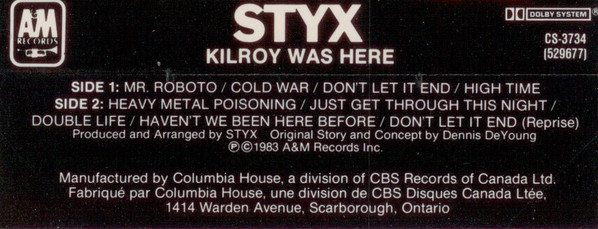 A&M
RECORDS
STYX
DOLBY SYSTEM®
KILROY WAS HERE
CS-3734
(529677)
SIDE 1: MR. ROBOTO / COLD WAR / DON'T LET IT END / HIGH TIME
SIDE 2: HEAVY METAL POISONING / JUST GET THROUGH THIS NIGHT /
DOUBLE LIFE / HAVEN'T WE BEEN HERE BEFORE / DON'T LET IT END (Reprise)
Produced and Arranged by STYX Original Story and Concept by Dennis DeYoung
℗©1983 A&M Records Inc.
Manufactured by Columbia House, a division of CBS Records of Canada Ltd.
Fabriqué par Columbia House, une division de CBS Disques Canada Ltée,
1414 Warden Avenue, Scarborough, Ontario